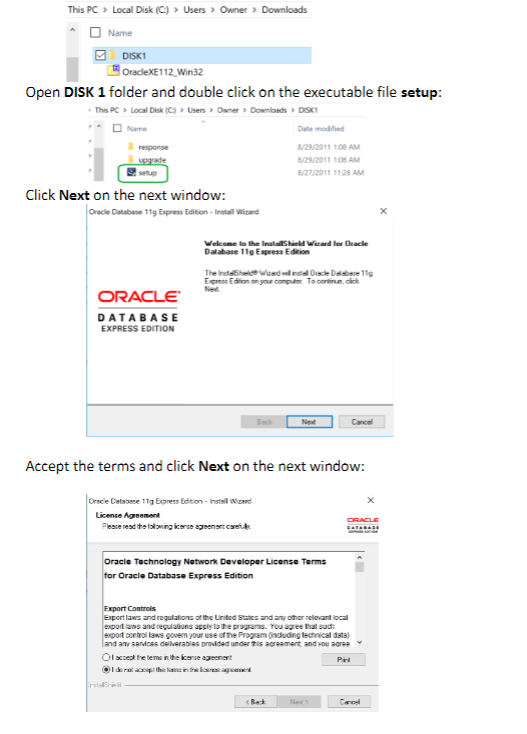 This PC > Local Disk (C:) > Users > Owner > Downloads
Name
DISK1
OracleXE112_Win32
Open DISK 1 folder and double click on the executable file setup:
This PC > Local Disk (C:) > Users > Owner > Downloads > DISK1
Name Date modified
response 8/29/2011 1:08 AM
upgrade 8/29/2011 1:08 AM
setup 8/27/2011 11:28 AM
Click Next on the next window:
Oracle Database 11g Express Edition - Install Wizard
Welcome to the InstallShield Wizard for Oracle
Database 11g Express Edition
The InstallShield® Wizard will install Oracle Database 11g
Express Edition on your computer. To continue, click
Next.
ORACLE
DATABASE
EXPRESS EDITION
Back Next Cancel
Accept the terms and click Next on the next window:
Oracle Database 11g Express Edition - Install Wizard
License Agreement
Please read the following license agreement carefully.
ORACLE
DATABASE
EXPRESS EDITION
Oracle Technology Network Developer License Terms
for Oracle Database Express Edition
Export Controls
Export laws and regulations of the United States and any other relevant local
export laws and regulations apply to the programs. You agree that such
export control laws govern your use of the Program (including technical data)
and any services deliverables provided under this agreement, and you agree
I accept the terms in the license agreement
Print
I do not accept the terms in the license agreement
InstallShield
< Back Next > Cancel